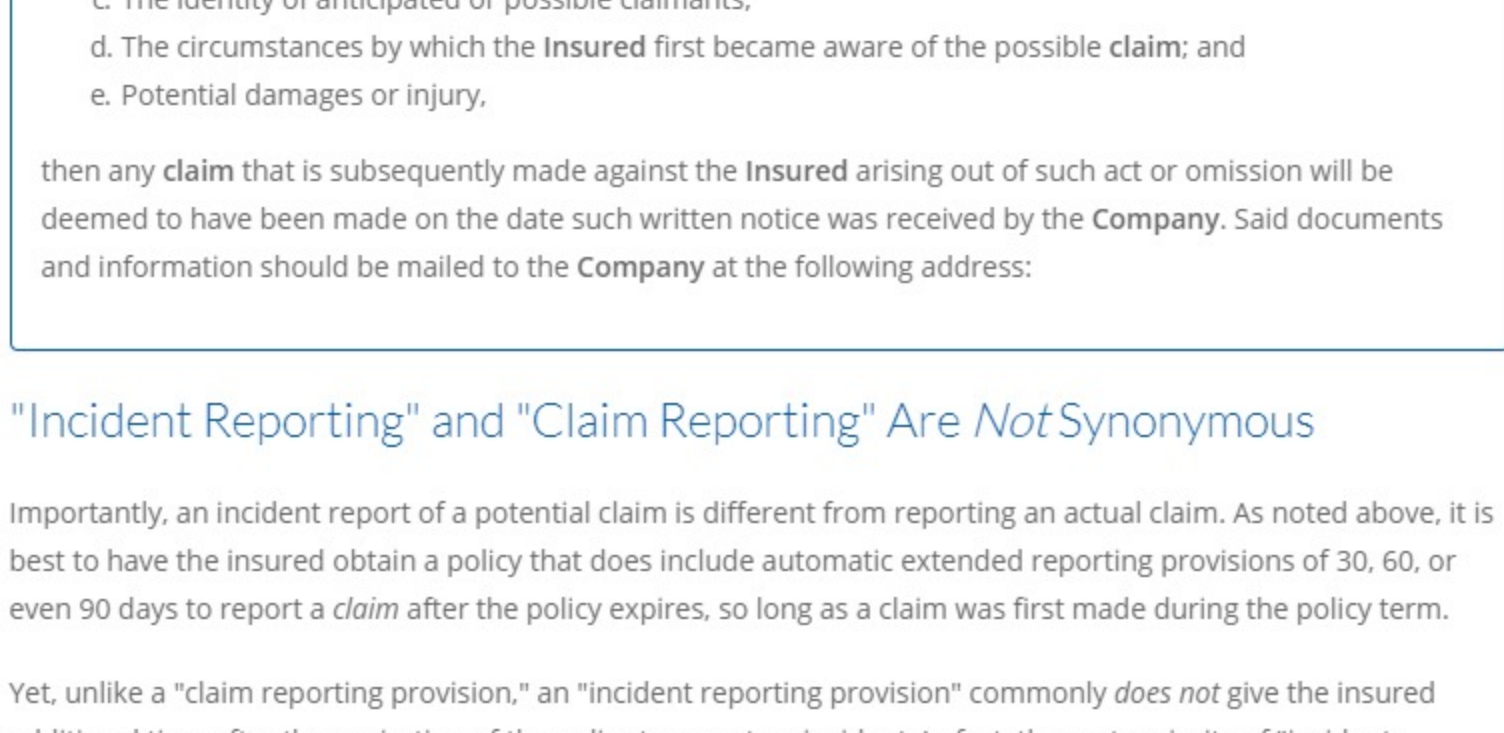 c. The identity of anticipated or possible claimants;
d. The circumstances by which the Insured first became aware of the possible claim; and
e. Potential damages or injury,
then any claim that is subsequently made against the Insured arising out of such act or omission will be
deemed to have been made on the date such written notice was received by the Company. Said documents
and information should be mailed to the Company at the following address:
"Incident Reporting" and "Claim Reporting" Are Not Synonymous
Importantly, an incident report of a potential claim is different from reporting an actual claim. As noted above, it is
best to have the insured obtain a policy that does include automatic extended reporting provisions of 30, 60, or
even 90 days to report a claim after the policy expires, so long as a claim was first made during the policy term.
Yet, unlike a "claim reporting provision," an "incident reporting provision" commonly does not give the insured